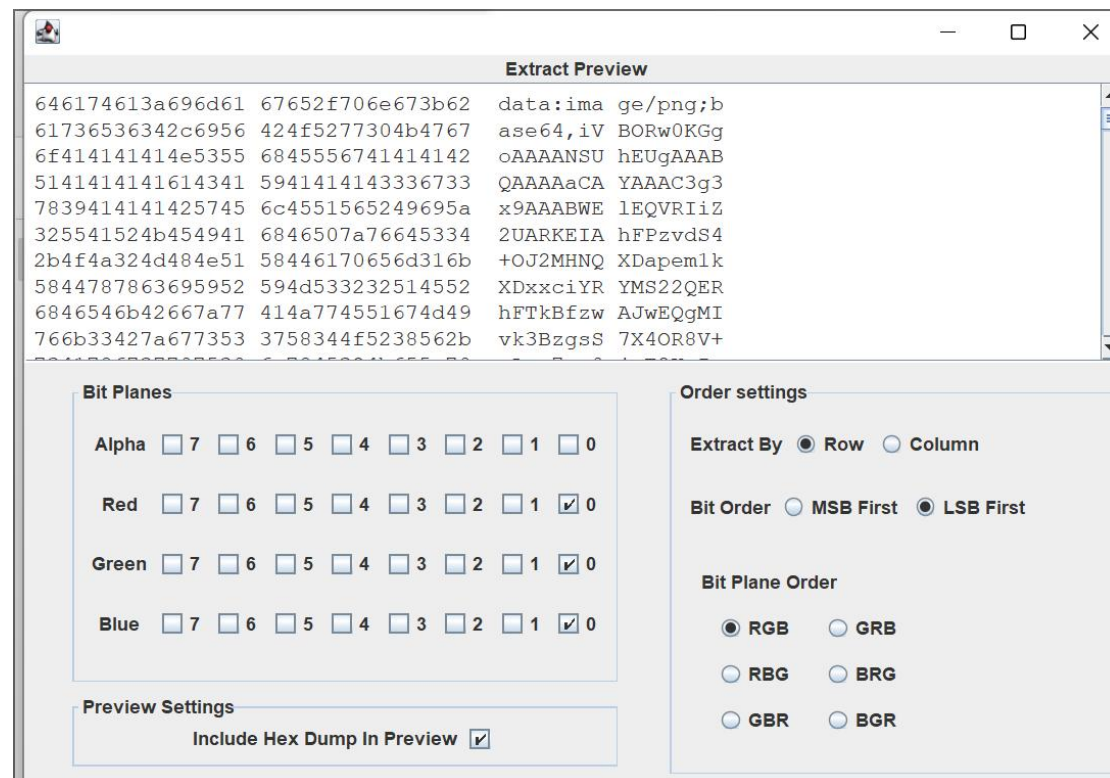 Extract Preview
646174613a696d61 67652f706e673b62 data:ima ge/png;b
61736536342c6956 424f5277304b4767 ase64,iV BORw0KGg
6f414141414e5355 6845556741414142 oAAAANSU hEUgAAAB
5141414141614341 5941414143336733 QAAAAaCA YAAAC3g3
7839414141425745 6c4551565249695a x9AAABWE lEQVRIiZ
325541524b454941 6846507a76645334 2UARKEIA hFPzvdS4
2b4f4a324d484e51 58446170656d316b +OJ2MHNQ XDapem1k
5844787863695952 594d533232514552 XDxxciYR YMS22QER
6846546b42667a77 414a774551674d49 hFTkBfzw AJwEQgMI
766b33427a677353 3758344f5238562b vk3BzgsS 7X4OR8V+
Bit Planes
Alpha 7 6 5 4 3 2 1 0
Red 7 6 5 4 3 2 1 0
Green 7 6 5 4 3 2 1 0
Blue 7 6 5 4 3 2 1 0
Preview Settings
Include Hex Dump In Preview
Order settings
Extract By Row Column
Bit Order MSB First LSB First
Bit Plane Order
RGB GRB
RBG BRG
GBR BGR